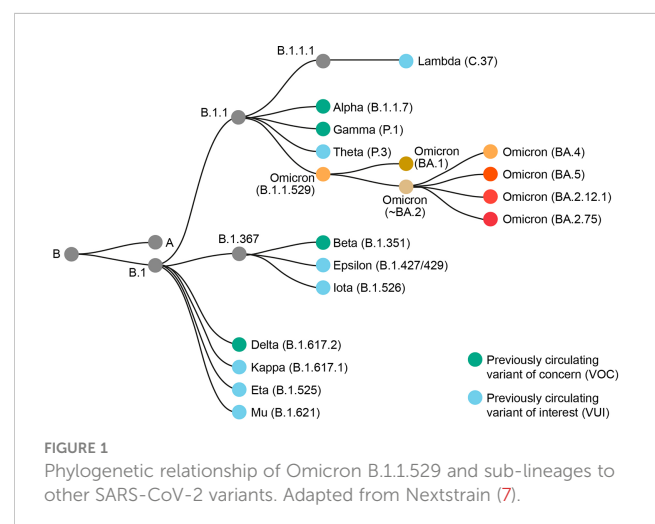 B.1.1.1
Lambda (C.37)
B.1.1
Alpha (B.1.1.7)
Gamma (P.1)
Theta (P.3)
Omicron
(BA.1)
Omicron
(B.1.1.529)
Omicron
(~BA.2)
Omicron (BA.4)
Omicron (BA.5)
Omicron (BA.2.12.1)
Omicron (BA.2.75)
B
A
B.1
B.1.367
Beta (B.1.351)
Epsilon (B.1.427/429)
Iota (B.1.526)
Delta (B.1.617.2)
Kappa (B.1.617.1)
Eta (B.1.525)
Mu (B.1.621)
Previously circulating
variant of concern (VOC)
Previously circulating
variant of interest (VUI)
FIGURE 1
Phylogenetic relationship of Omicron B.1.1.529 and sub-lineages to
other SARS-CoV-2 variants. Adapted from Nextstrain (7).